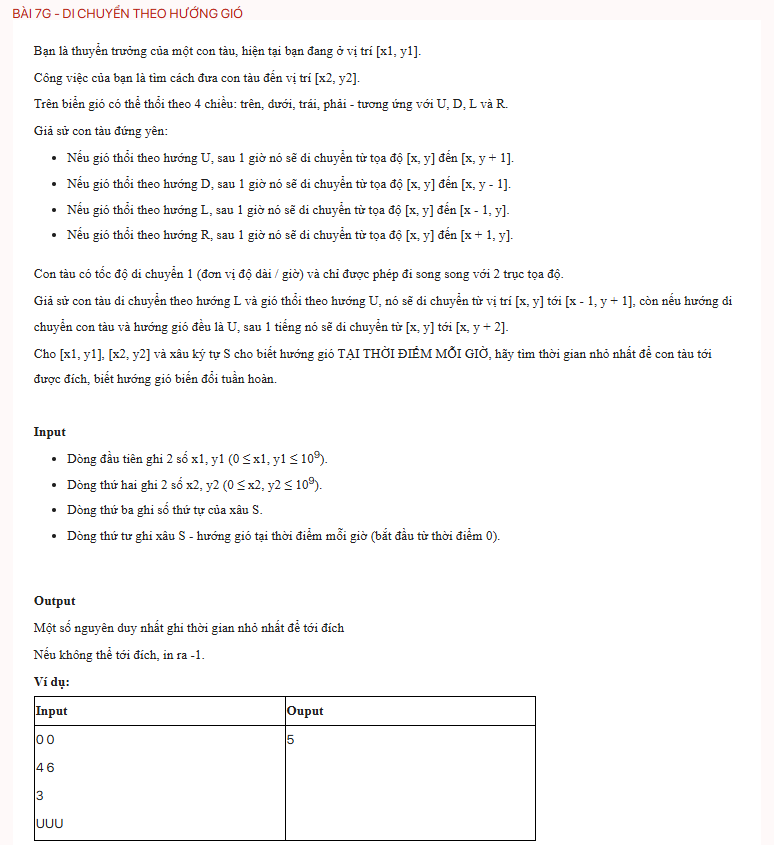 BÀI 7G - DI CHUYỂN THEO HƯỚNG GIÓ
Bạn là thuyền trưởng của một con tàu, hiện tại bạn đang ở vị trí [x1, y1].
Công việc của bạn là tìm cách đưa con tàu đến vị trí [x2, y2].
Trên biển gió có thể thổi theo 4 chiều: trên, dưới, trái, phải - tương ứng với U, D, L và R.
Giả sử con tàu đứng yên:
• Nếu gió thổi theo hướng U, sau 1 giờ nó sẽ di chuyển từ tọa độ [x, y] đến [x, y + 1].
• Nếu gió thổi theo hướng D, sau 1 giờ nó sẽ di chuyển từ tọa độ [x, y] đến [x, y - 1].
• Nếu gió thổi theo hướng L, sau 1 giờ nó sẽ di chuyển từ tọa độ [x, y] đến [x - 1, y].
• Nếu gió thổi theo hướng R, sau 1 giờ nó sẽ di chuyển từ tọa độ [x, y] đến [x + 1, y].
Con tàu có tốc độ di chuyển 1 (đơn vị độ dài / giờ) và chỉ được phép đi song song với 2 trục tọa độ.
Giả sử con tàu di chuyển theo hướng L và gió thổi theo hướng U, nó sẽ di chuyển từ vị trí [x, y] tới [x - 1, y + 1], còn nếu hướng di
chuyển con tàu và hướng gió đều là U, sau 1 tiếng nó sẽ di chuyển từ [x, y] tới [x, y + 2].
Cho [x1, y1], [x2, y2] và xâu ký tự S cho biết hướng gió TẠI THỜI ĐIỂM MỖI GIỜ, hãy tìm thời gian nhỏ nhất để con tàu tới
được đích, biết hướng gió biến đổi tuần hoàn.
Input
• Dòng đầu tiên ghi 2 số x1, y1 (0 ≤ x1, y1 ≤ 10⁹).
• Dòng thứ hai ghi 2 số x2, y2 (0 ≤ x2, y2 ≤ 10⁹).
• Dòng thứ ba ghi số thứ tự của xâu S.
• Dòng thứ tư ghi xâu S - hướng gió tại thời điểm mỗi giờ (bắt đầu từ thời điểm 0).
Output
Một số nguyên duy nhất ghi thời gian nhỏ nhất để tới đích
Nếu không thể tới đích, in ra -1.
Ví dụ:
Input Ouput
0 0 5
4 6
3
UUU